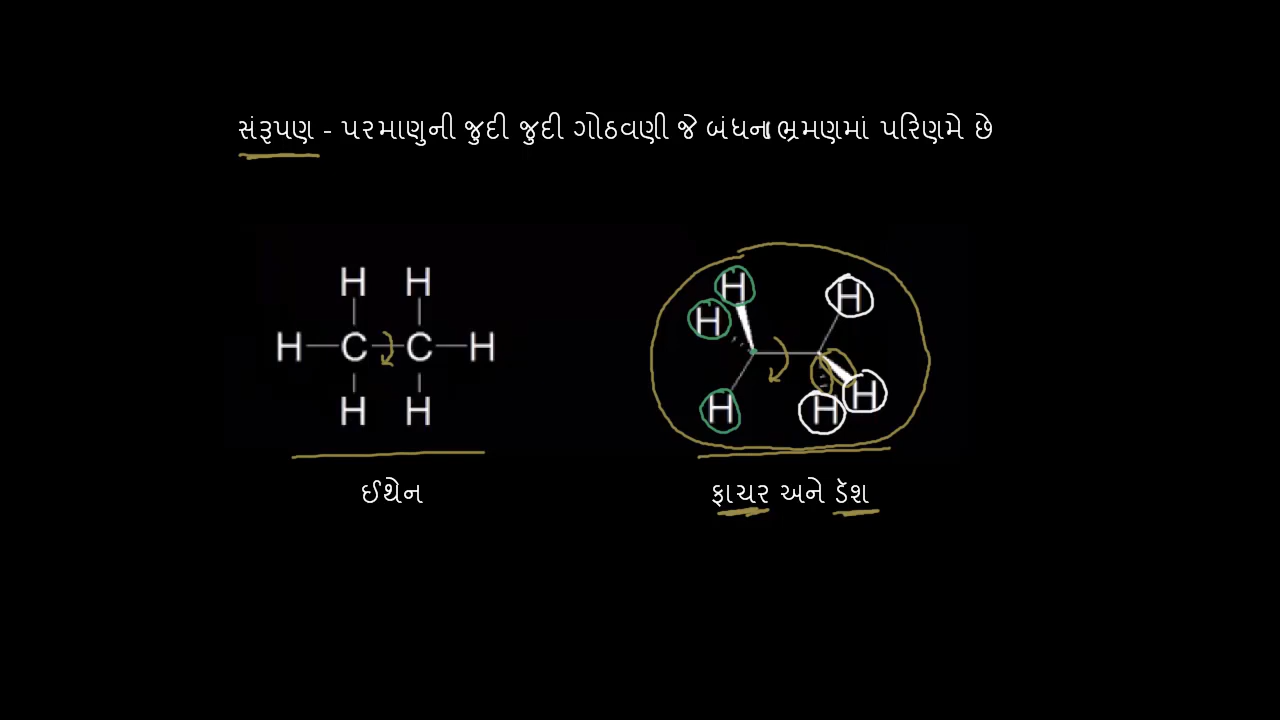 સંરૂપણ - પરમાણુની જુદી જુદી ગોઠવણી જે બંધના ભ્રમણમાં પરિણમે છે
H H H H
H C C H H
H H H H H
ઈથેન ફાચર અને ડૅશ